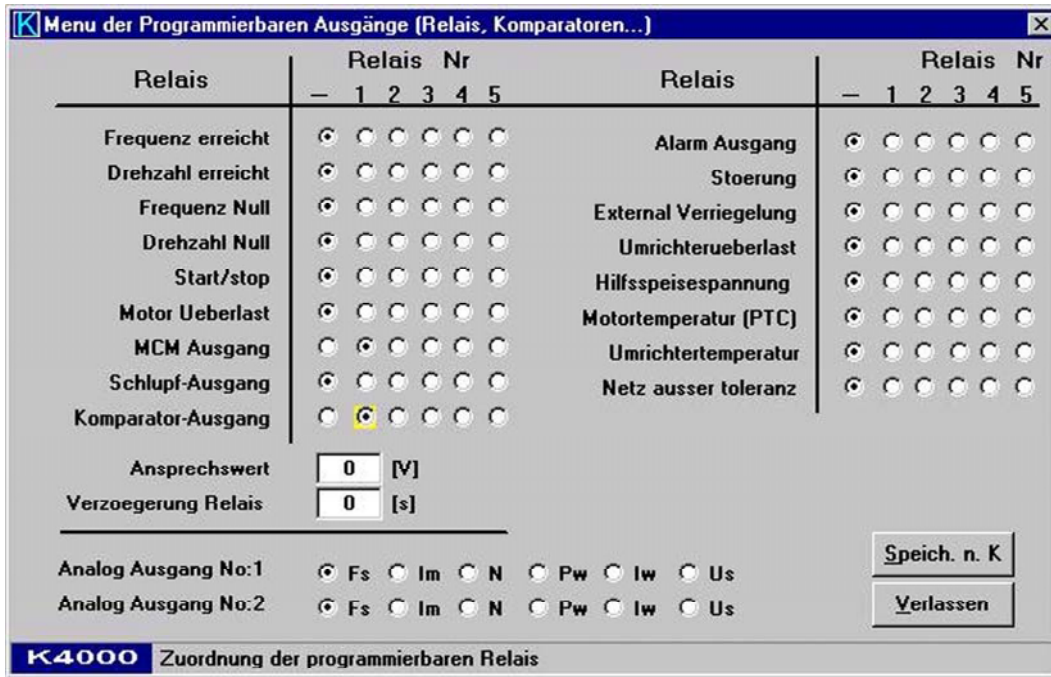 K Menu der Programmierbaren Ausgänge (Relais, Komparatoren...)
Relais
Relais Nr
– 1 2 3 4 5
Frequenz erreicht
Drehzahl erreicht
Frequenz Null
Drehzahl Null
Start/stop
Motor Ueberlast
MCM Ausgang
Schlupf-Ausgang
Komparator-Ausgang
Ansprechswert 0 [V]
Verzoegerung Relais 0 [s]
Relais
Relais Nr
– 1 2 3 4 5
Alarm Ausgang
Stoerung
External Verriegelung
Umrichterueberlast
Hilfsspeisespannung
Motortemperatur (PTC)
Umrichtertemperatur
Netz ausser toleranz
Analog Ausgang No:1 Fs Im N Pw Iw Us
Analog Ausgang No:2 Fs Im N Pw Iw Us
Speich. n. K
Verlassen
K4000 Zuordnung der programmierbaren Relais